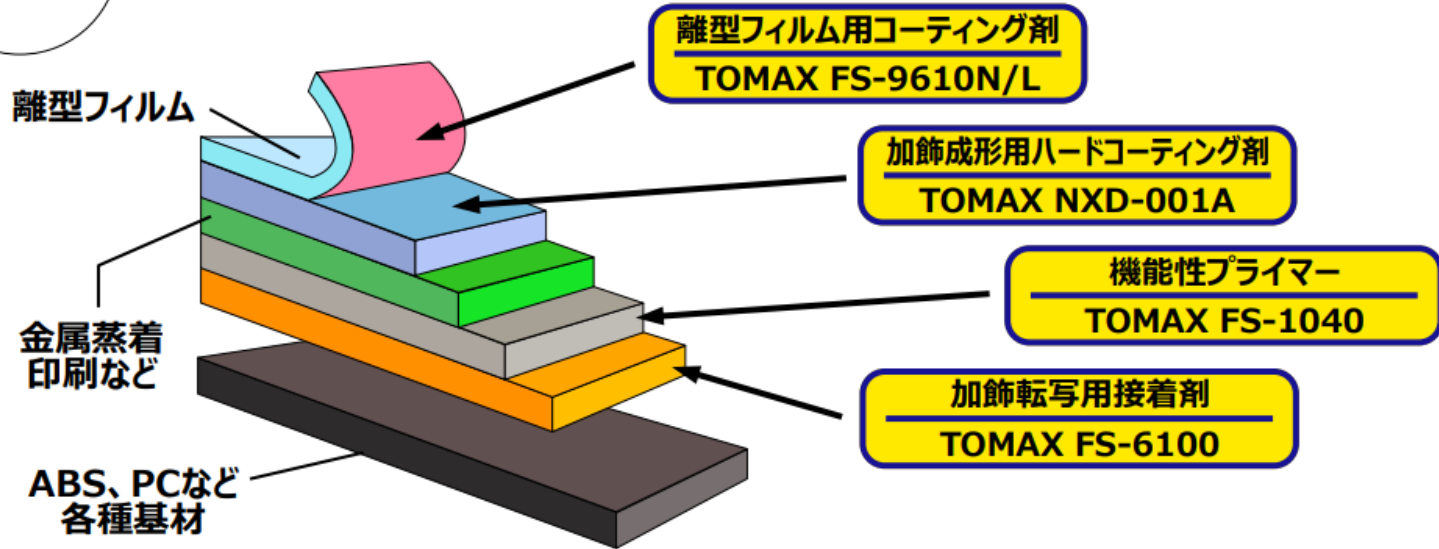 離型フィルム用コーティング剤
TOMAX FS-9610N/L
離型フィルム
加飾成形用ハードコーティング剤
TOMAX NXD-001A
機能性プライマー
TOMAX FS-1040
金属蒸着
印刷など
加飾転写用接着剤
TOMAX FS-6100
ABS、PCなど
各種基材